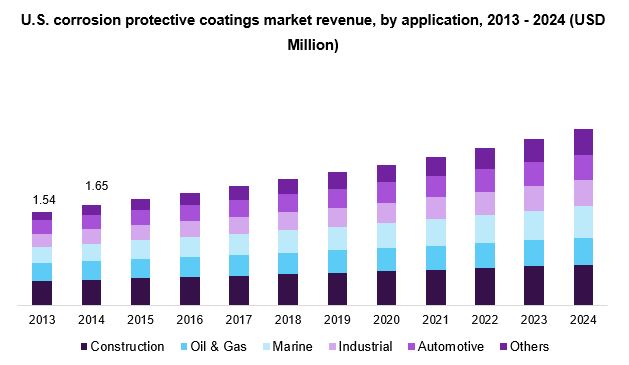 U.S. corrosion protective coatings market revenue, by application, 2013 - 2024 (USD
Million)
1.54
1.65
2013 2014 2015 2016 2017 2018 2019 2020 2021 2022 2023 2024
Construction Oil & Gas Marine Industrial Automotive Others